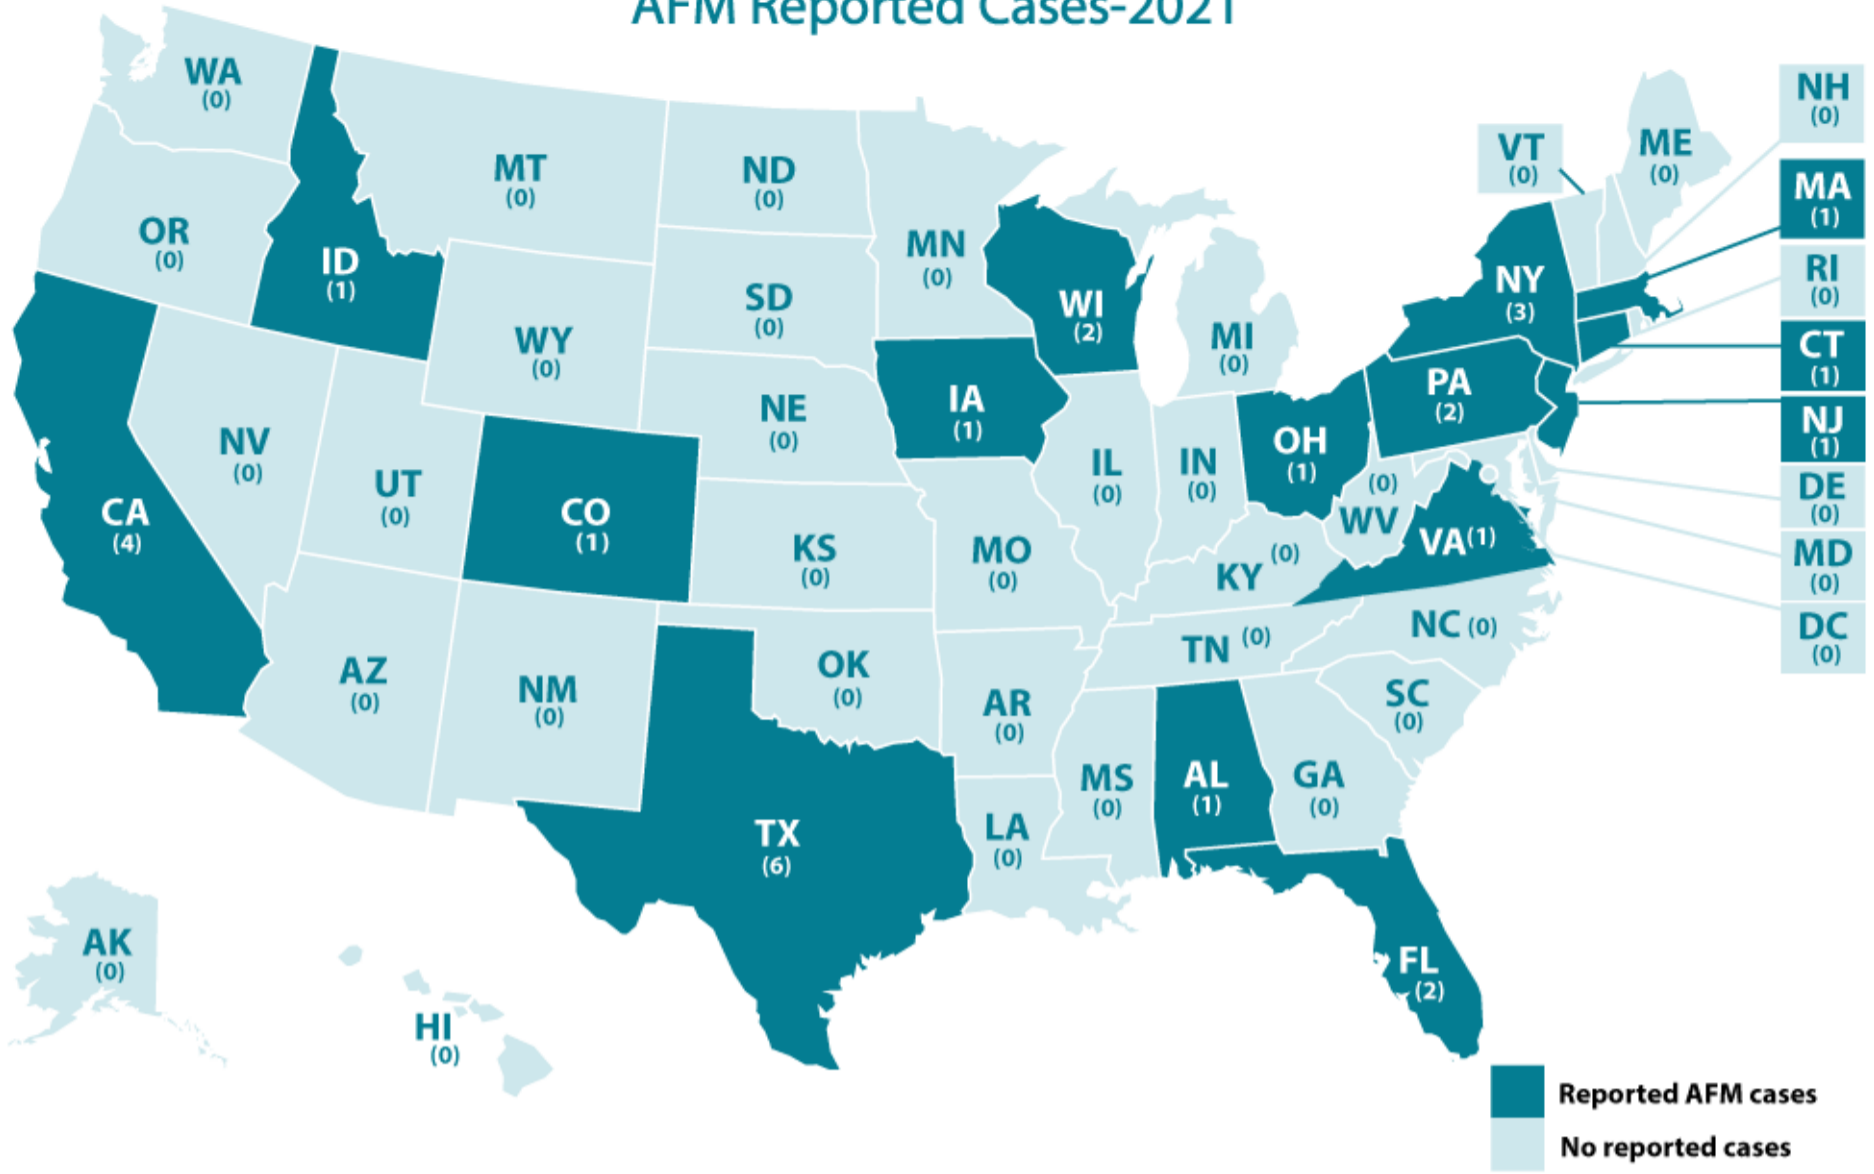 AFM Reported Cases-2021
WA
(0)
OR
(0)
ID
(1)
MT
(0)
ND
(0)
MN
(0)
SD
(0)
WY
(0)
WI
(2)
MI
(0)
VT
(0)
ME
(0)
NH
(0)
MA
(1)
RI
(0)
CT
(1)
NJ
(1)
DE
(0)
MD
(0)
DC
(0)
NY
(3)
PA
(2)
CA
(4)
NV
(0)
UT
(0)
CO
(1)
NE
(0)
IA
(1)
IL
(0)
IN
(0)
OH
(1)
(0)
WV
VA(1)
KS
(0)
MO
(0)
KY (0)
TN (0)
NC (0)
SC
(0)
AZ
(0)
NM
(0)
OK
(0)
AR
(0)
TX
(6)
LA
(0)
MS
(0)
AL
(1)
GA
(0)
FL
(2)
AK
(0)
HI
(0)
Reported AFM cases
No reported cases